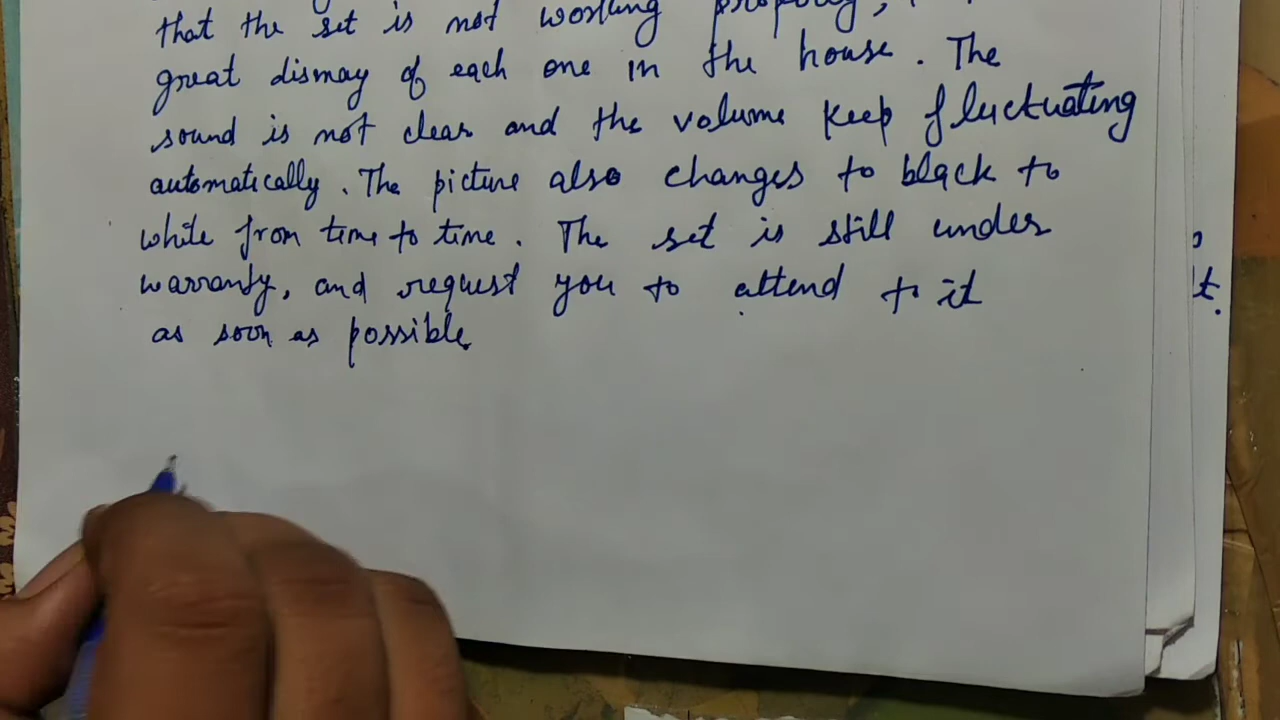 that the set is not working properly,
great dismay of each one in the house. The
sound is not clear and the volume keep fluctuating
automatically. The picture also changes to black to
white from time to time. The set is still under
warranty, and request you to attend to it
as soon as possible.
t.